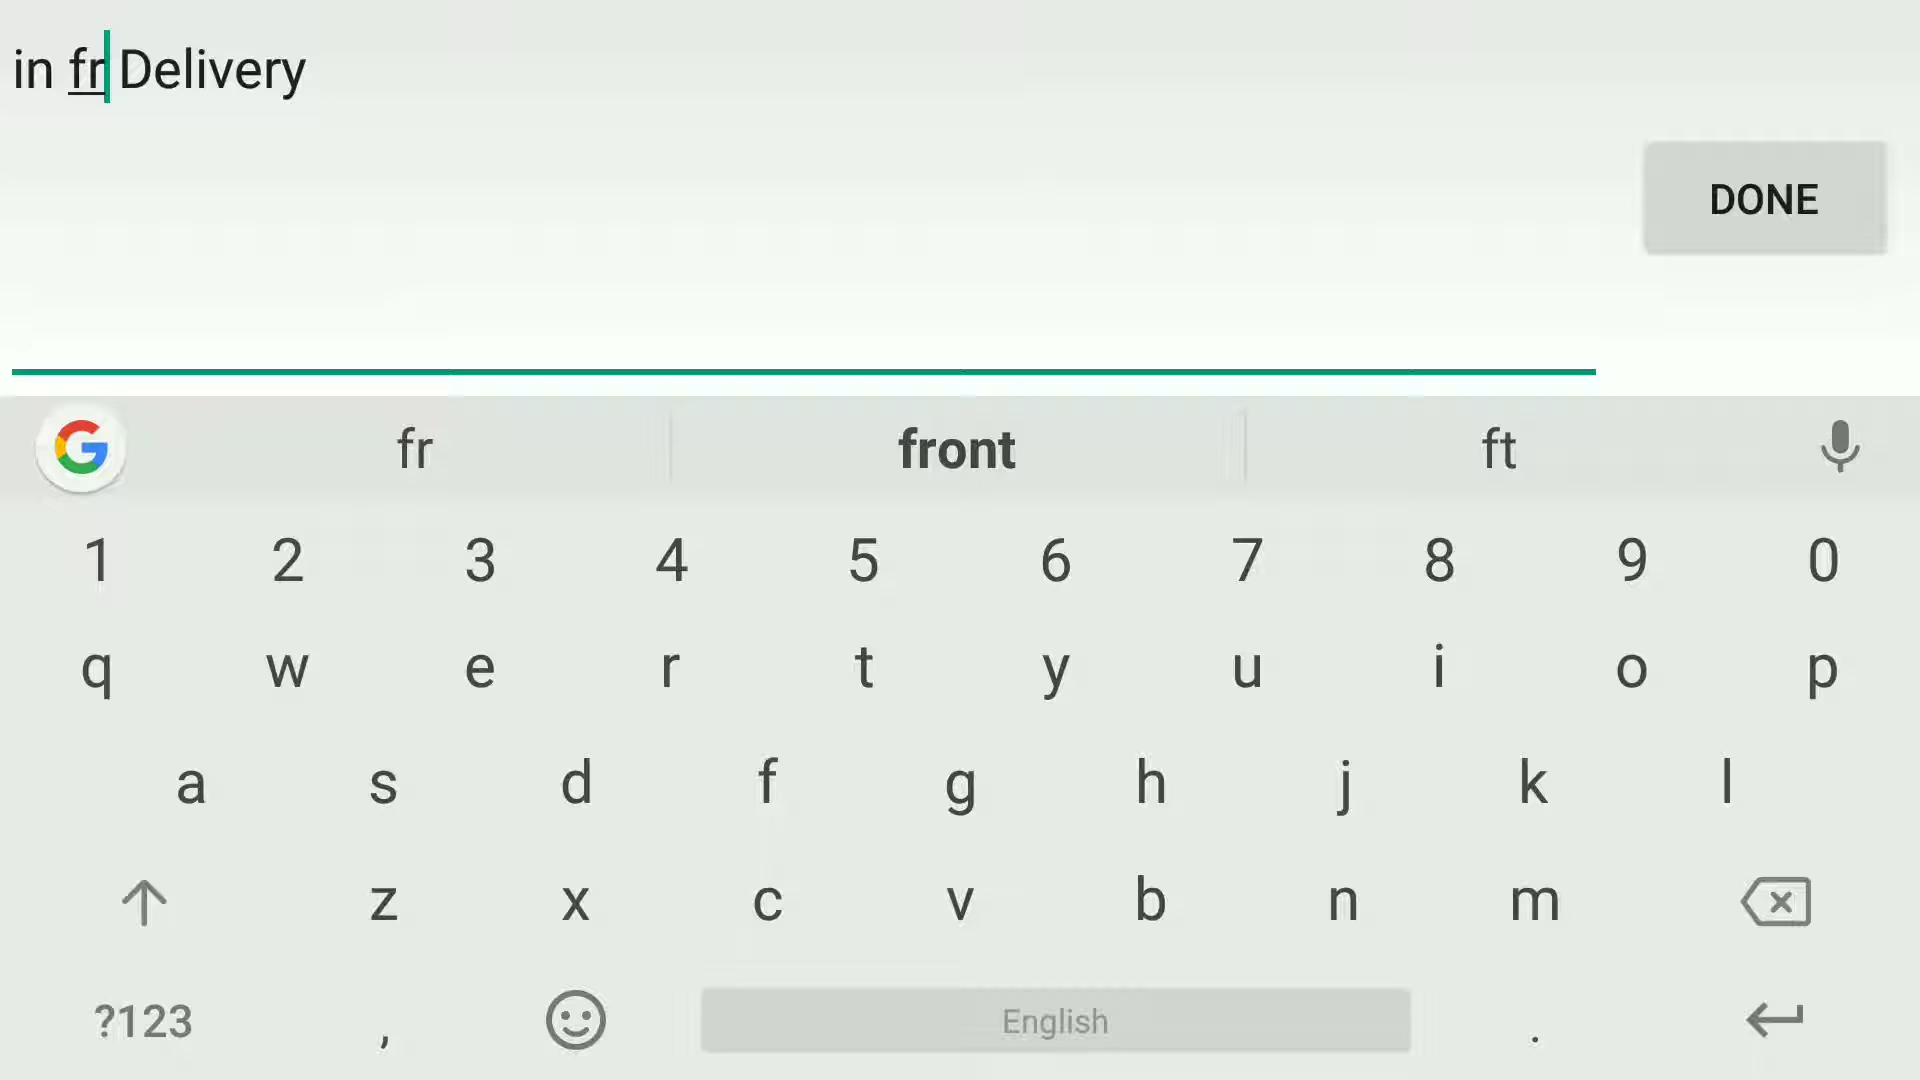 in fr Delivery
DONE
fr front ft
1 2 3 4 5 6 7 8 9 0
q w e r t y u i o p
a s d f g h j k l
z x c v b n m
?123 , English .